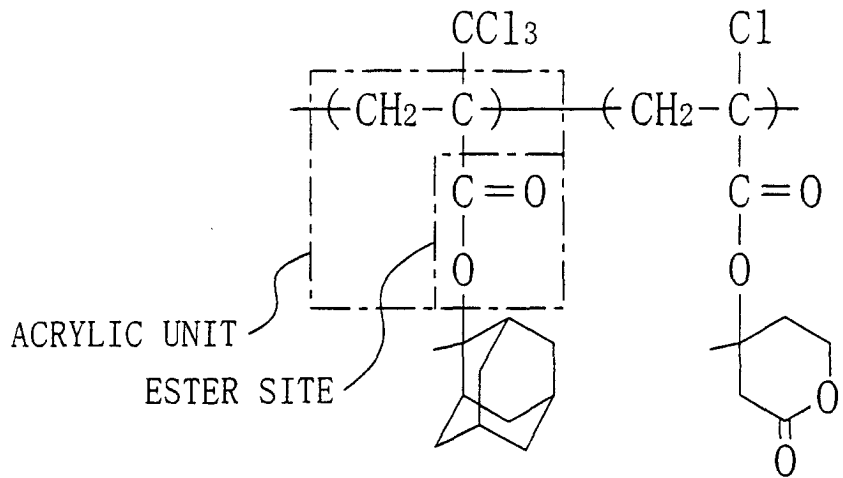 CCl3 Cl
(CH2-C) (CH2-C)
C=O C=O
O O
ACRYLIC UNIT
ESTER SITE
O
O